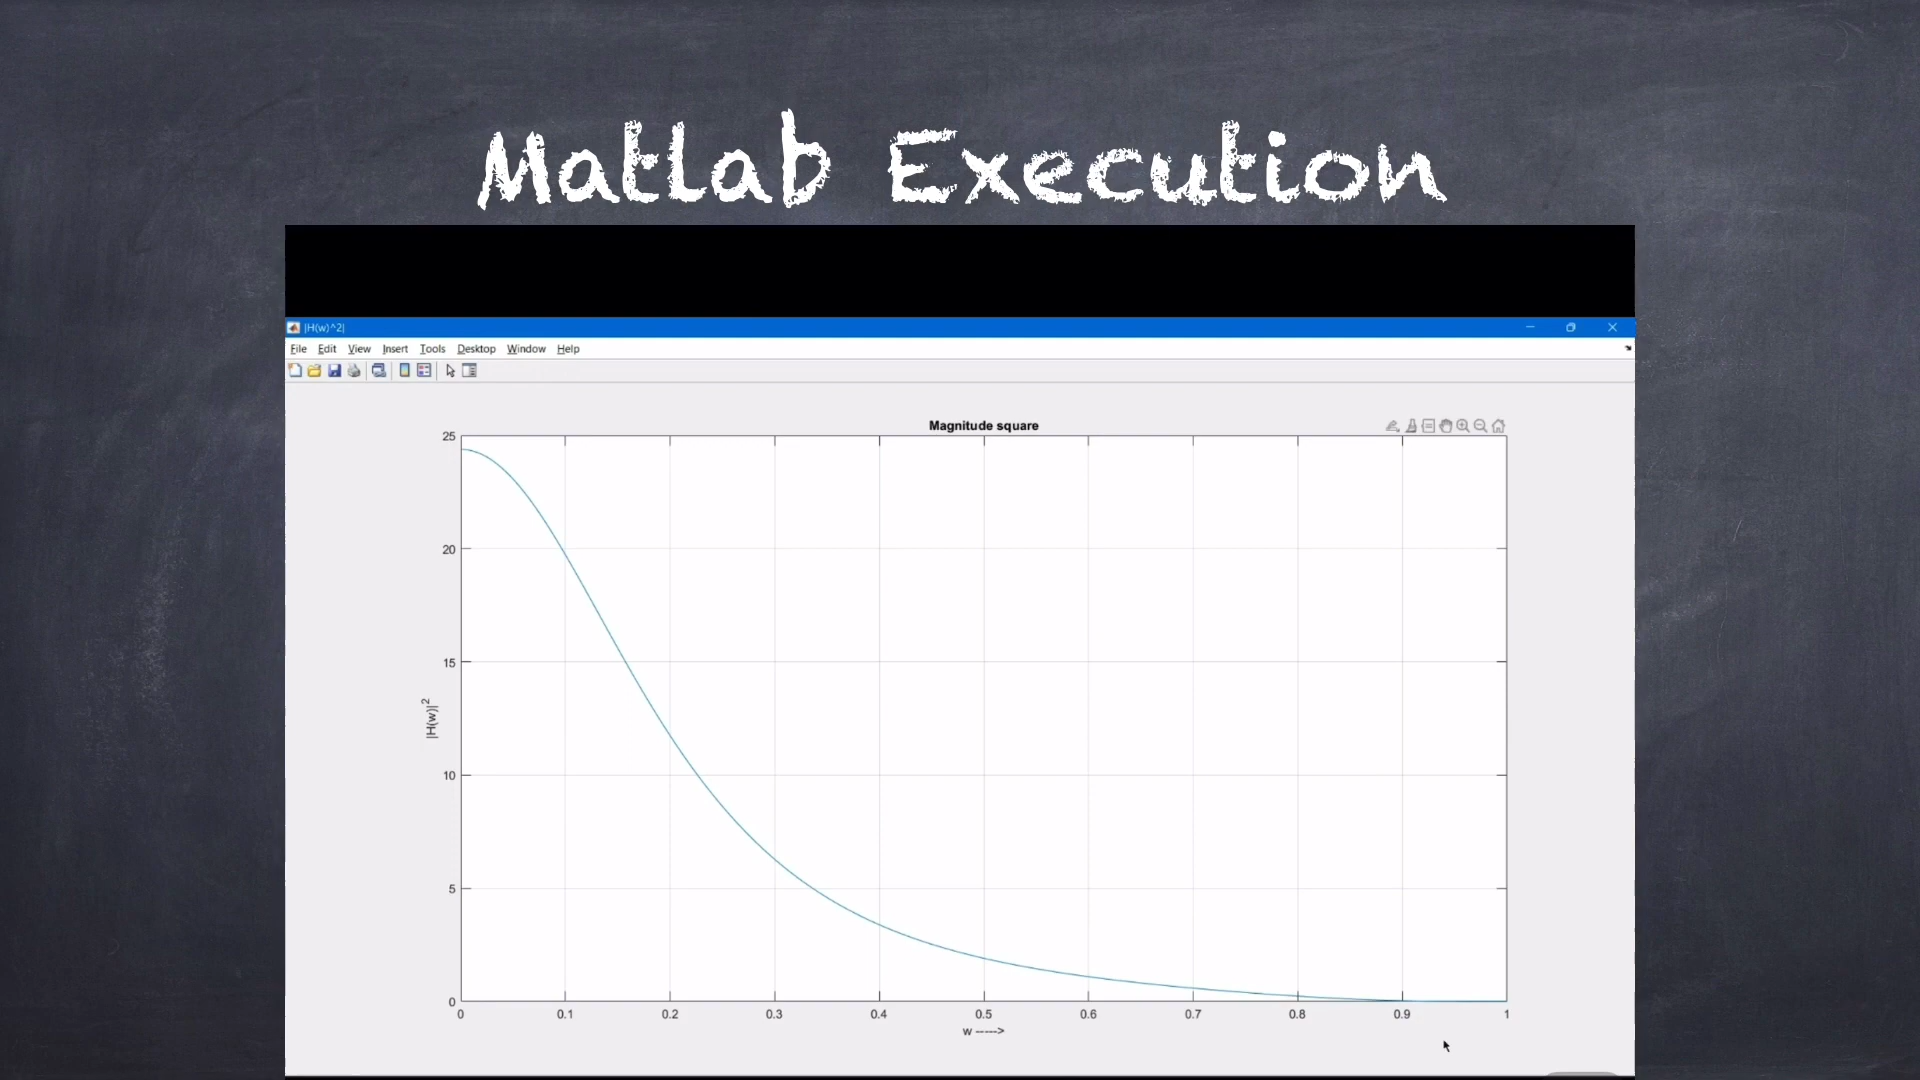 Matlab Execution
|H(w)^2|
File Edit View Insert Tools Desktop Window Help
Magnitude square
25
20
15
10
5
0
|H(w)|2
0 0.1 0.2 0.3 0.4 0.5 0.6 0.7 0.8 0.9 1
w ----->